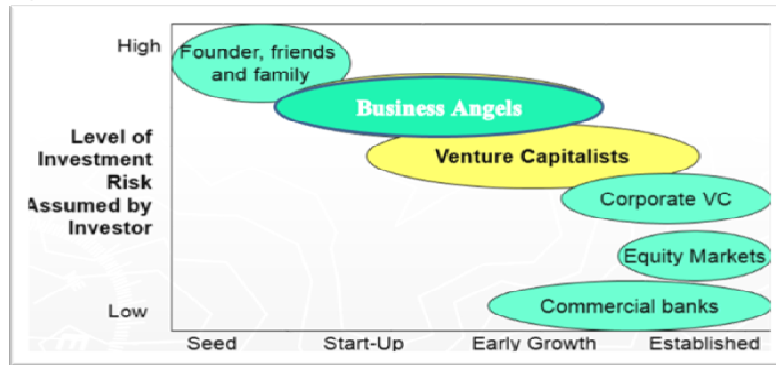 High
Founder, friends
and family
Business Angels
Level of
Investment
Risk
Assumed by
Investor
Venture Capitalists
Corporate VC
Equity Markets
Low
Commercial banks
Seed
Start-Up
Early Growth
Established